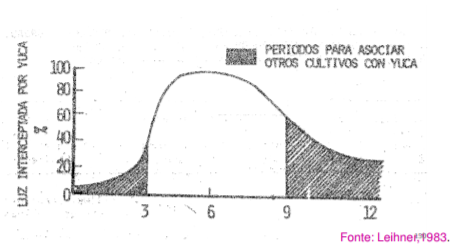 PERIODOS PARA ASOCIAR
OTROS CULTIVOS CON YUCA
LUZ INTERCEPTADA POR YUCA
%
100
80
60
40
20
0
3
6
9
12
Fonte: Leihner, 1983.